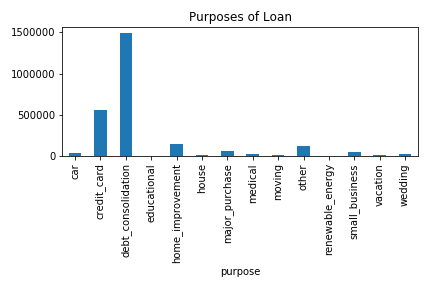 Purposes of Loan
1500000
1000000
500000
0
car
credit_card
debt_consolidation
educational
home_improvement
house
major_purchase
medical
moving
other
renewable_energy
small_business
vacation
wedding
purpose